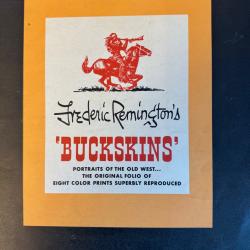 Frederic Remington's
'BUCKSKINS'
PORTRAITS OF THE OLD WEST...
THE ORIGINAL FOLIO OF
EIGHT COLOR PRINTS SUPERBLY REPRODUCED